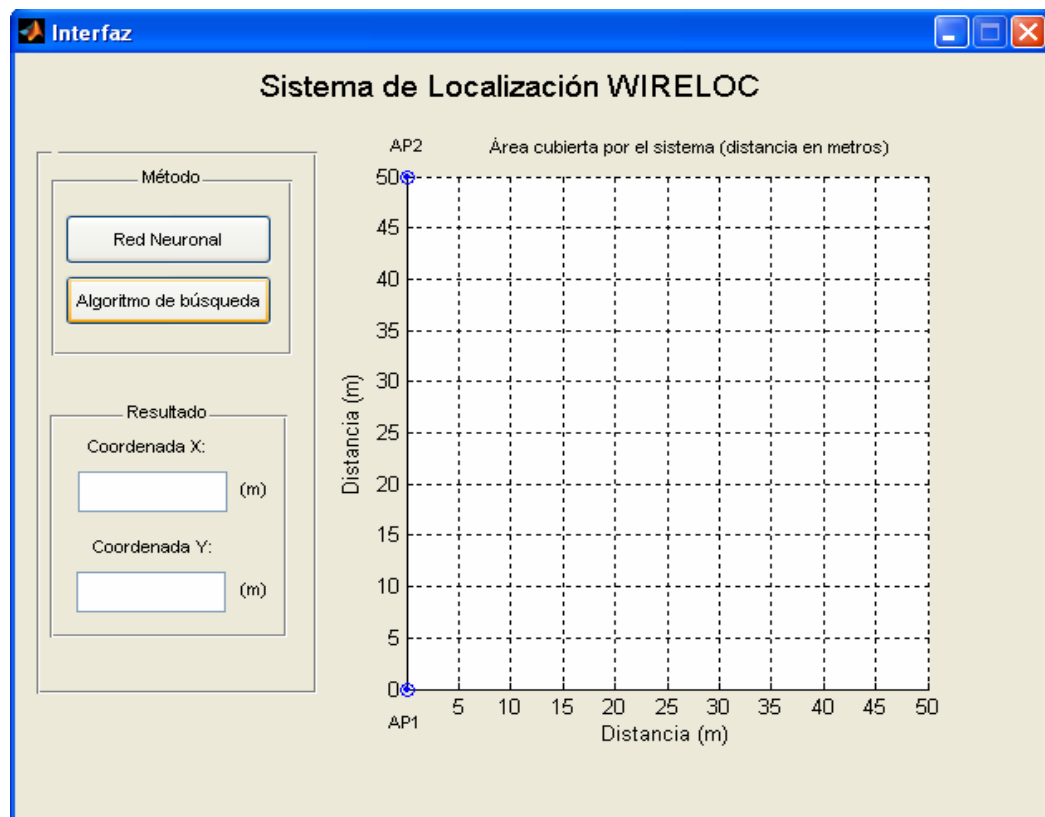 Interfaz
Sistema de Localización WIRELOC
Método
Red Neuronal
Algoritmo de búsqueda
Resultado
Coordenada X:
(m)
Coordenada Y:
(m)
AP2
Área cubierta por el sistema (distancia en metros)
50
45
40
35
30
25
20
15
10
5
0
Distancia (m)
AP1
5 10 15 20 25 30 35 40 45 50
Distancia (m)